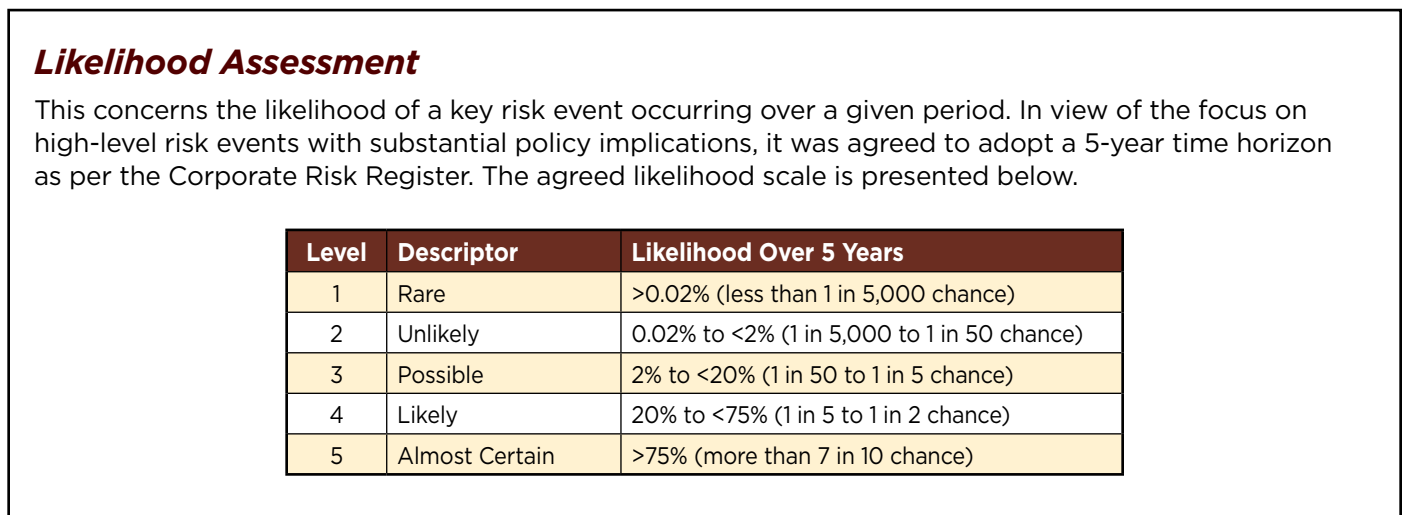 Likelihood Assessment
This concerns the likelihood of a key risk event occurring over a given period. In view of the focus on
high-level risk events with substantial policy implications, it was agreed to adopt a 5-year time horizon
as per the Corporate Risk Register. The agreed likelihood scale is presented below.
Level Descriptor Likelihood Over 5 Years
1 Rare >0.02% (less than 1 in 5,000 chance)
2 Unlikely 0.02% to <2% (1 in 5,000 to 1 in 50 chance)
3 Possible 2% to <20% (1 in 50 to 1 in 5 chance)
4 Likely 20% to <75% (1 in 5 to 1 in 2 chance)
5 Almost Certain >75% (more than 7 in 10 chance)